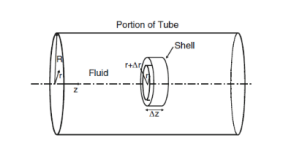 Portion of Tube
Shell
R
r+Δr
r
Fluid
r
z
Δz